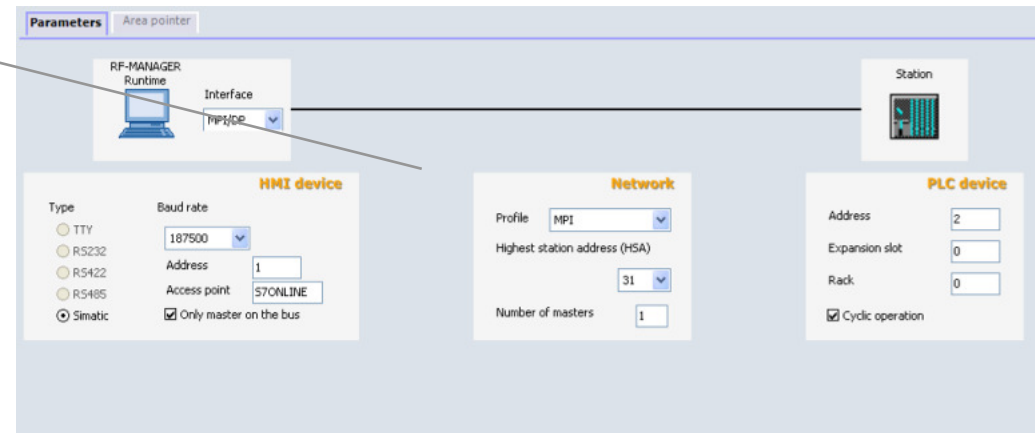 Parameters Area pointer
RF-MANAGER
Runtime
Interface
MPI/DP
Station
HMI device
Type Baud rate
TTY
187500
RS232
Address 1
RS422
Access point S7ONLINE
RS485
Simatic Only master on the bus
Network
Profile MPI
Highest station address (HSA)
31
Number of masters 1
PLC device
Address 2
Expansion slot 0
Rack 0
Cyclic operation